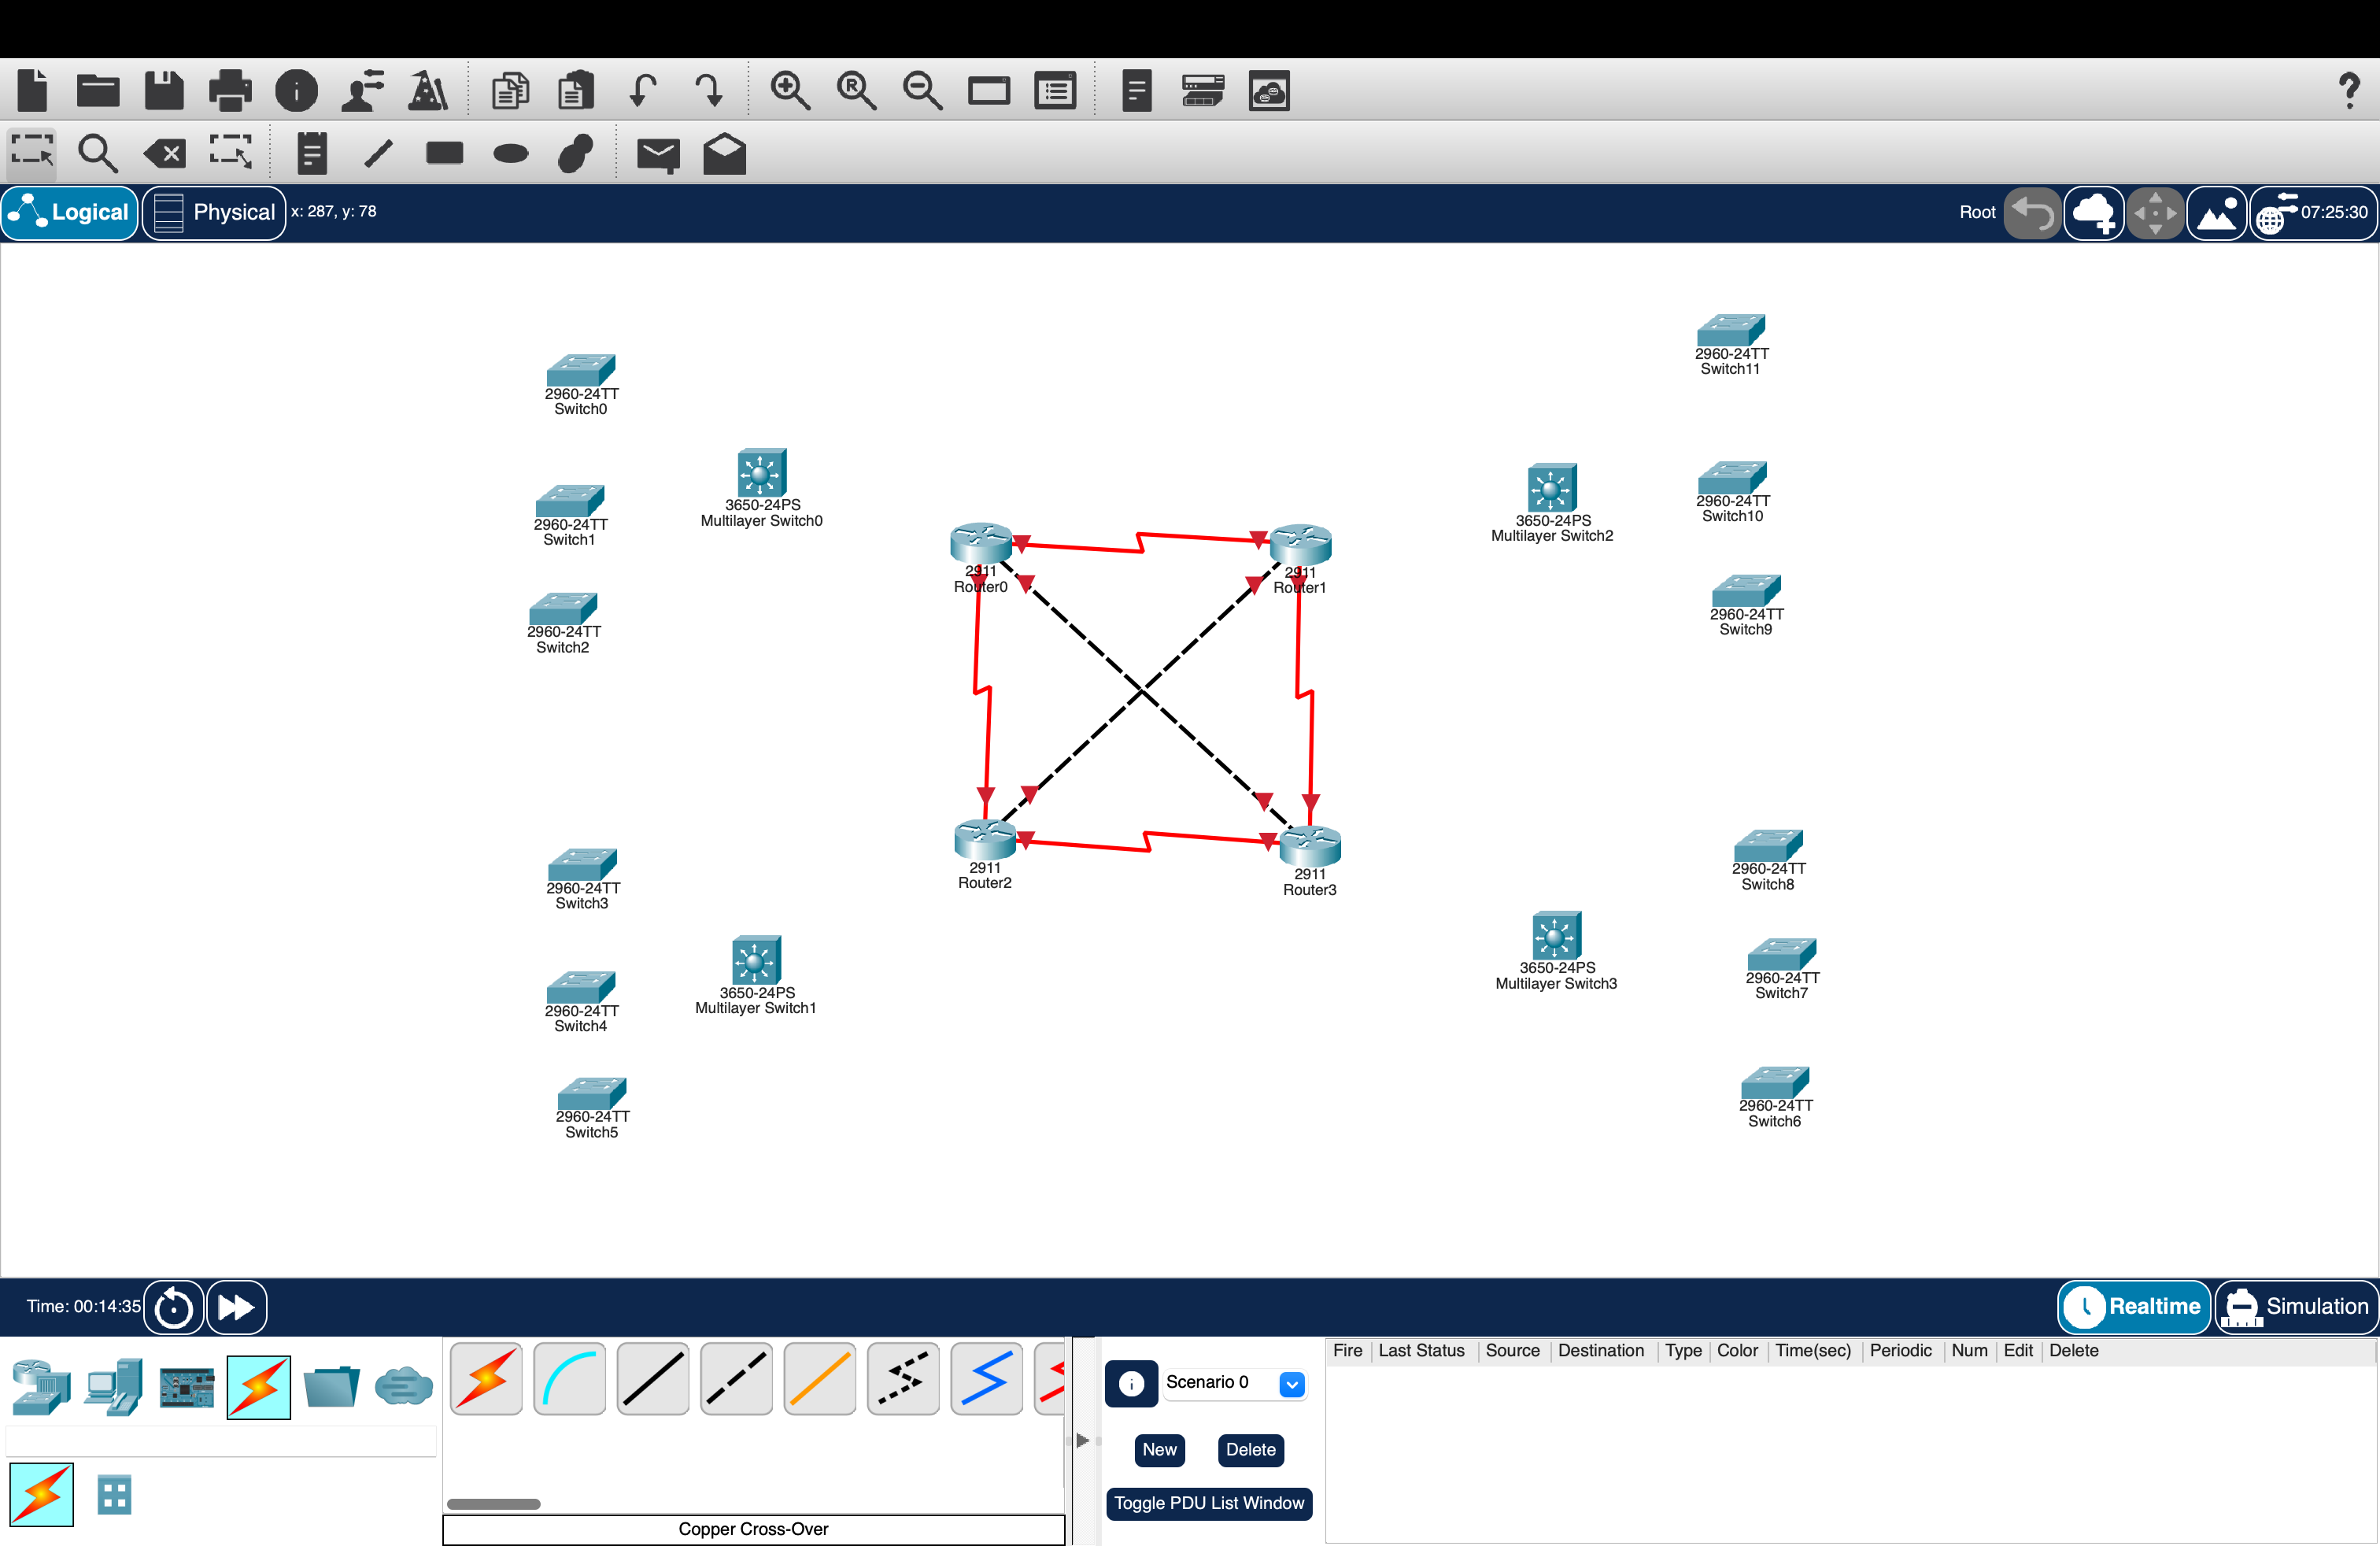 Logical
Physical
x: 287, y: 78
Root
07:25:30
2960-24TT
Switch11
2960-24TT
Switch0
3650-24PS
Multilayer Switch0
3650-24PS
Multilayer Switch2
2960-24TT
Switch10
2960-24TT
Switch1
2911
Router0
2911
Router1
2960-24TT
Switch9
2960-24TT
Switch2
2960-24TT
Switch3
2911
Router2
2911
Router3
2960-24TT
Switch8
3650-24PS
Multilayer Switch1
3650-24PS
Multilayer Switch3
2960-24TT
Switch7
2960-24TT
Switch4
2960-24TT
Switch5
2960-24TT
Switch6
Time: 00:14:35
Realtime
Simulation
Scenario 0
Fire Last Status Source Destination Type Color Time(sec) Periodic Num Edit Delete
New
Delete
Toggle PDU List Window
Copper Cross-Over